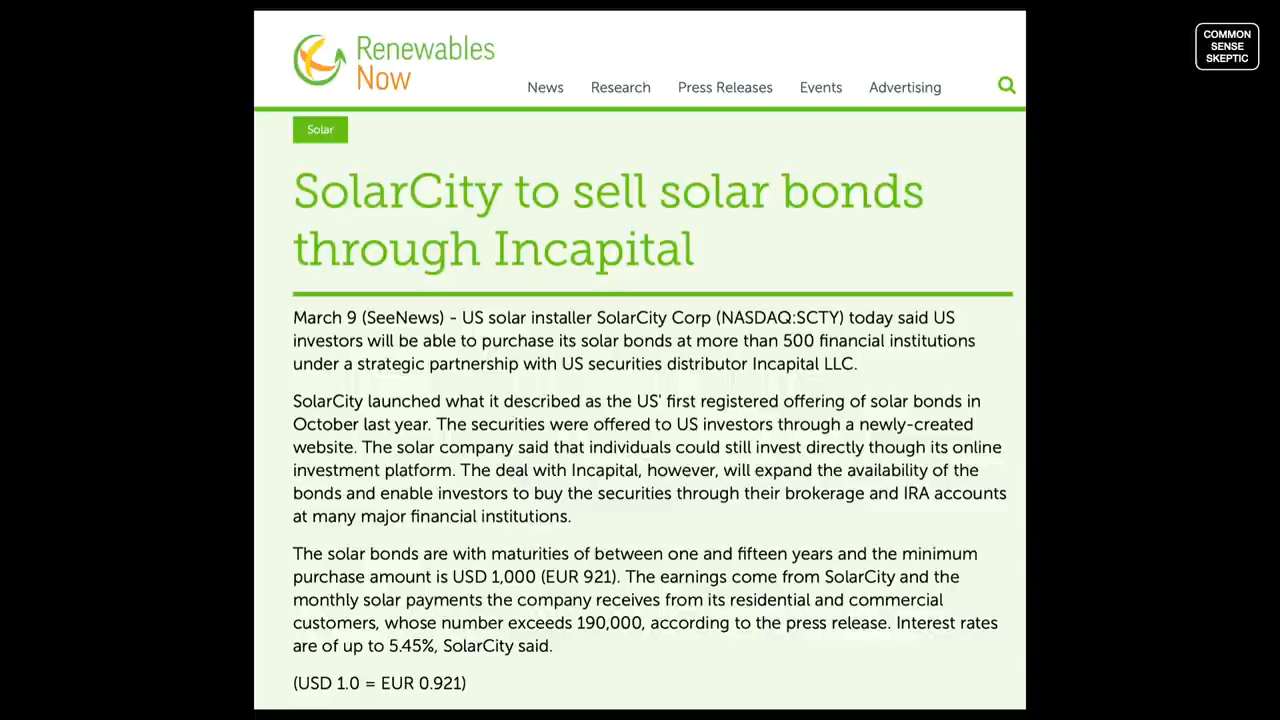 COMMON
SENSE
SKEPTIC
Renewables
Now
News Research Press Releases Events Advertising
Solar
SolarCity to sell solar bonds
through Incapital
March 9 (SeeNews) - US solar installer SolarCity Corp (NASDAQ:SCTY) today said US
investors will be able to purchase its solar bonds at more than 500 financial institutions
under a strategic partnership with US securities distributor Incapital LLC.
SolarCity launched what it described as the US' first registered offering of solar bonds in
October last year. The securities were offered to US investors through a newly-created
website. The solar company said that individuals could still invest directly though its online
investment platform. The deal with Incapital, however, will expand the availability of the
bonds and enable investors to buy the securities through their brokerage and IRA accounts
at many major financial institutions.
The solar bonds are with maturities of between one and fifteen years and the minimum
purchase amount is USD 1,000 (EUR 921). The earnings come from SolarCity and the
monthly solar payments the company receives from its residential and commercial
customers, whose number exceeds 190,000, according to the press release. Interest rates
are of up to 5.45%, SolarCity said.
(USD 1.0 = EUR 0.921)